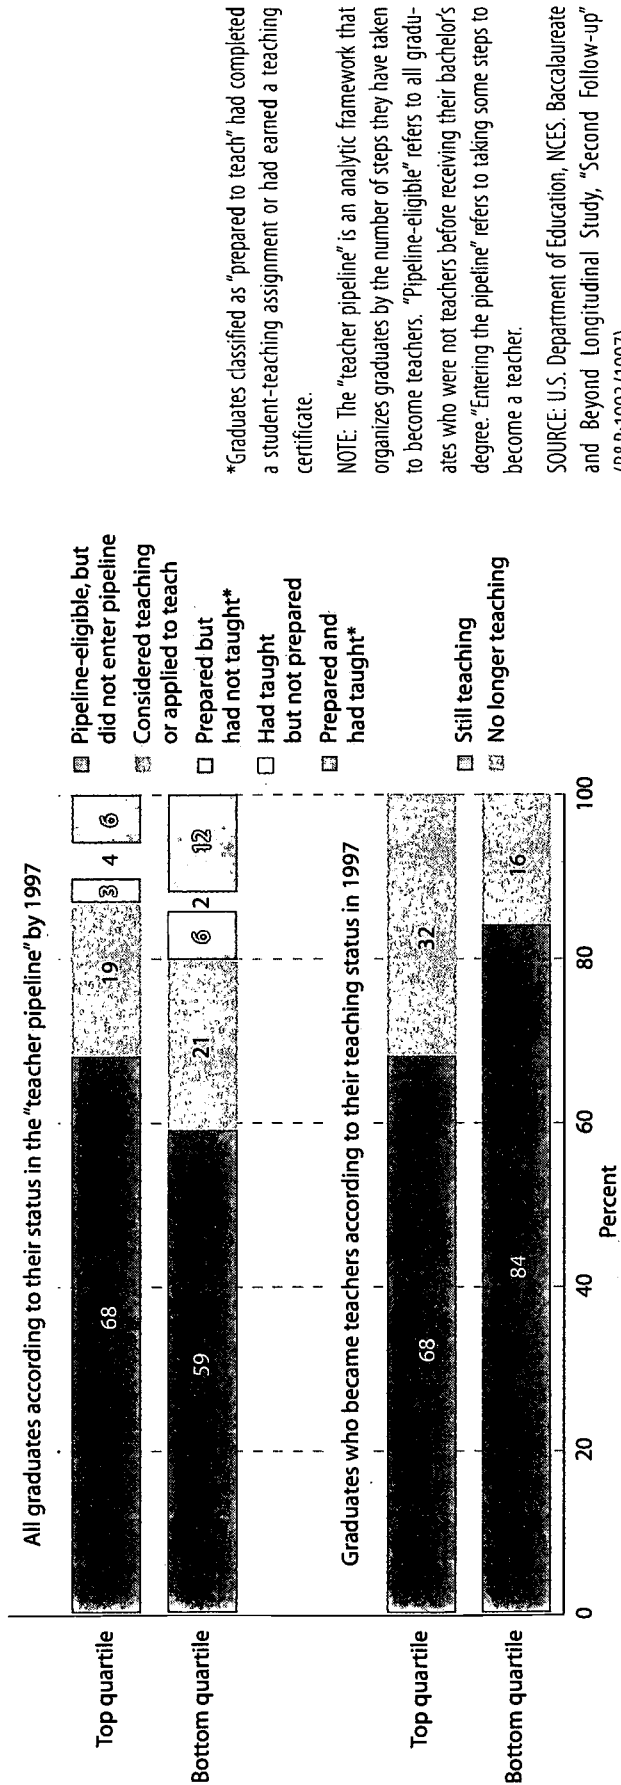 All graduates according to their status in the "teacher pipeline" by 1997
Top quartile
68
19
3
4
6
Bottom quartile
59
21
6
2
12
Pipeline-eligible, but
did not enter pipeline
Considered teaching
or applied to teach
Prepared but
had not taught*
Had taught
but not prepared
Prepared and
had taught*
Graduates who became teachers according to their teaching status in 1997
Top quartile
68
32
Bottom quartile
84
16
Still teaching
No longer teaching
0
20
40
60
80
100
Percent
*Graduates classified as "prepared to teach" had completed
a student-teaching assignment or had earned a teaching
certificate.
NOTE: The "teacher pipeline" is an analytic framework that
organizes graduates by the number of steps they have taken
to become teachers. "Pipeline-eligible" refers to all gradu-
ates who were not teachers before receiving their bachelor's
degree. "Entering the pipeline" refers to taking some steps to
become a teacher.
SOURCE: U.S. Department of Education, NCES. Baccalaureate
and Beyond Longitudinal Study, "Second Follow-up"